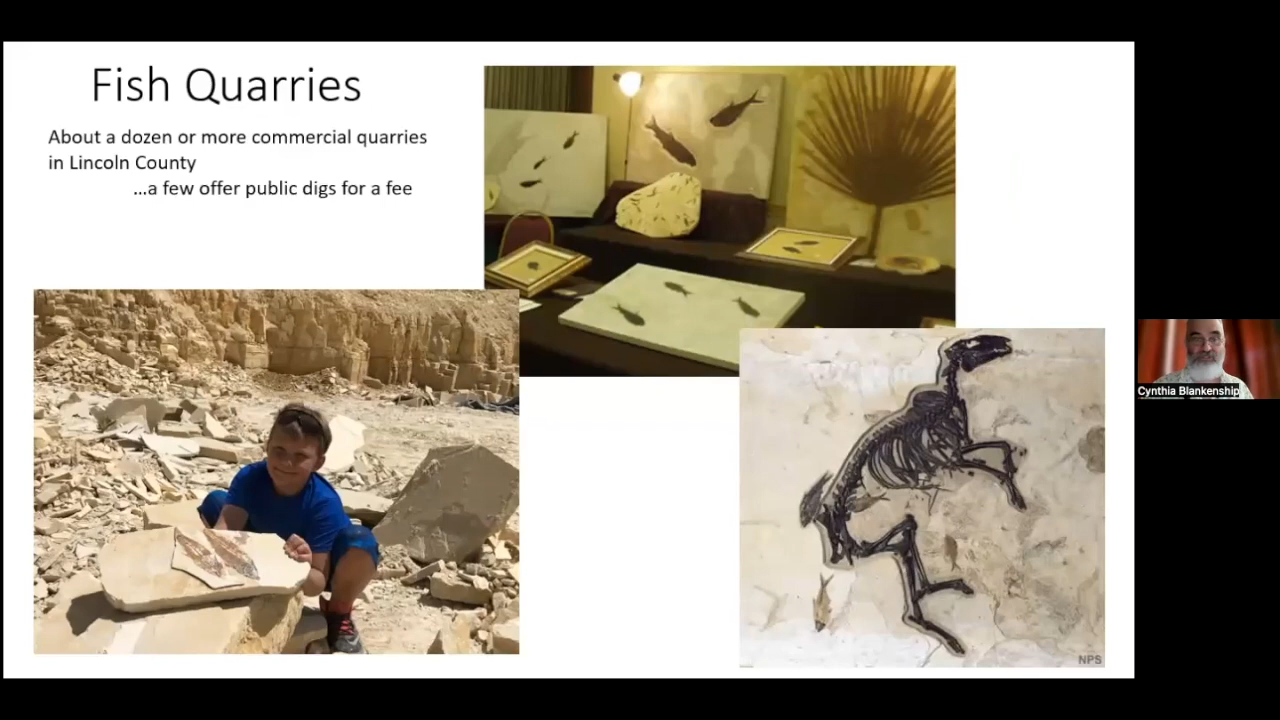 Fish Quarries
About a dozen or more commercial quarries
in Lincoln County
...a few offer public digs for a fee
NPS
Cynthia Blankenship